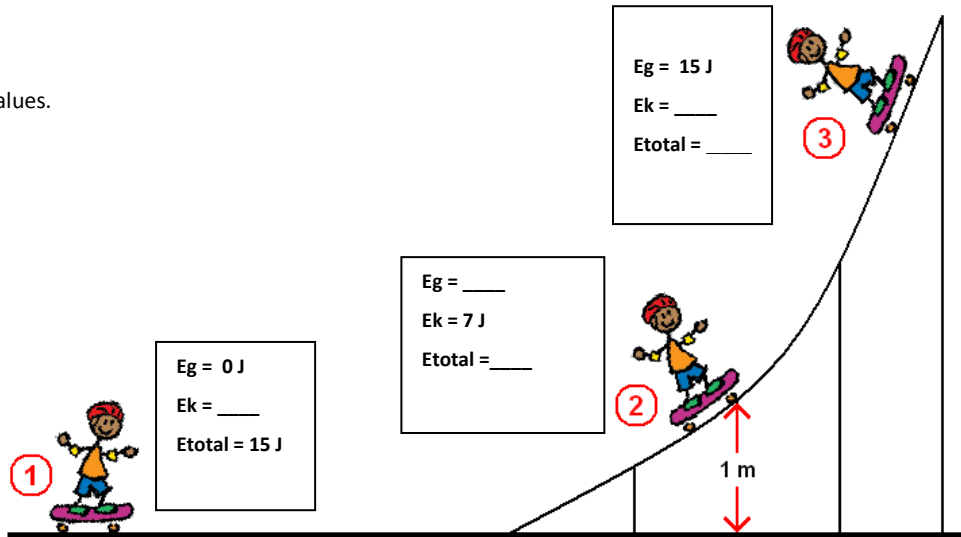 alues.
Eg = 15 J
Ek = ____
Etotal = _____
3
Eg = ____
Ek = 7 J
Etotal =____
2
1 m
Eg = 0 J
Ek = ____
Etotal = 15 J
1